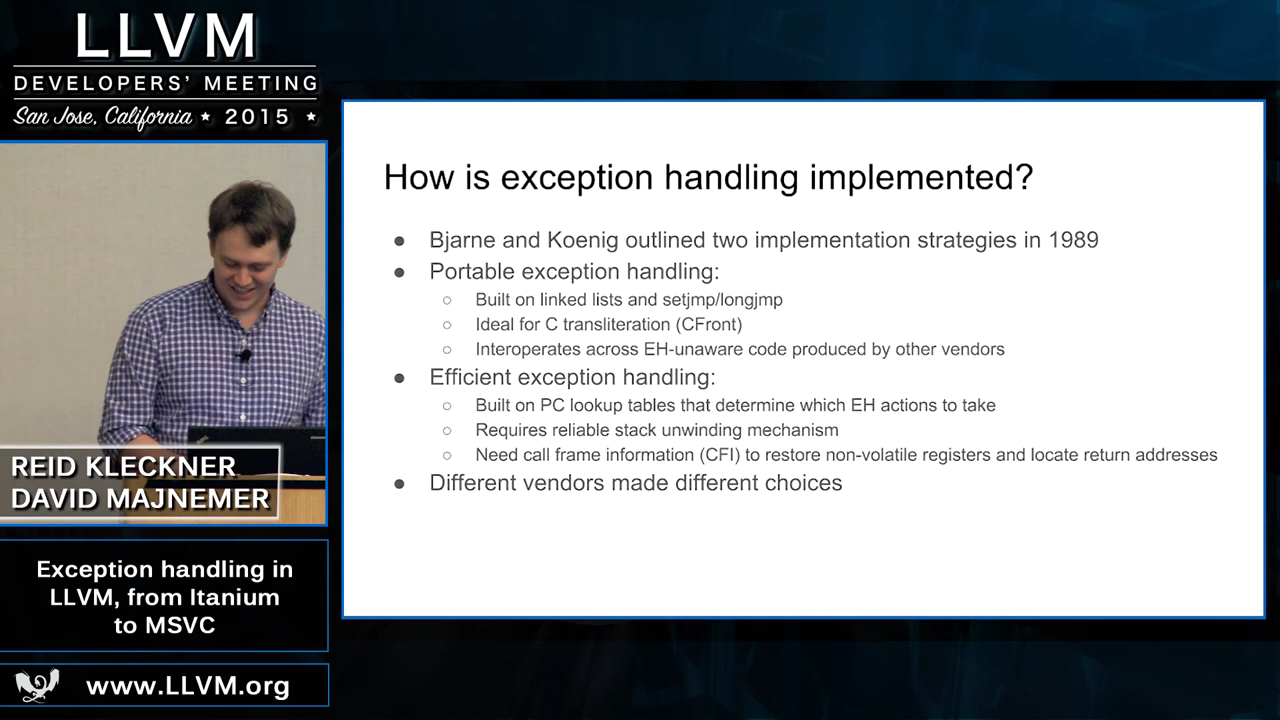 LLVM
DEVELOPERS' MEETING
San Jose, California ★ 2015 ★
How is exception handling implemented?
● Bjarne and Koenig outlined two implementation strategies in 1989
● Portable exception handling:
○ Built on linked lists and setjmp/longjmp
○ Ideal for C transliteration (CFront)
○ Interoperates across EH-unaware code produced by other vendors
● Efficient exception handling:
○ Built on PC lookup tables that determine which EH actions to take
○ Requires reliable stack unwinding mechanism
○ Need call frame information (CFI) to restore non-volatile registers and locate return addresses
● Different vendors made different choices
REID KLECKNER
DAVID MAJNEMER
Exception handling in
LLVM, from Itanium
to MSVC
www.LLVM.org